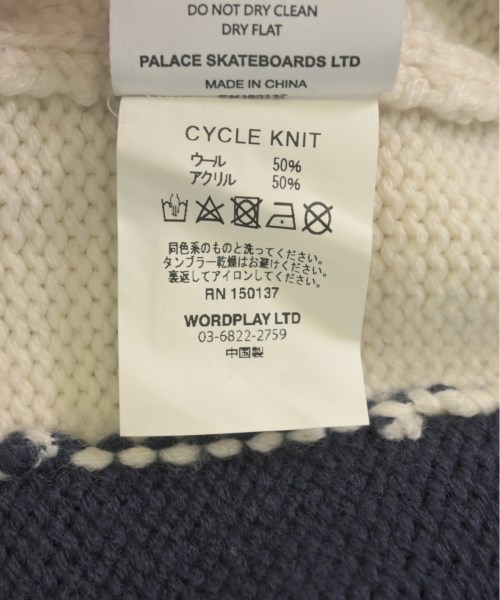 DO NOT DRY CLEAN
DRY FLAT
PALACE SKATEBOARDS LTD
MADE IN CHINA
CYCLE KNIT
ウール 50%
アクリル 50%
同色系のものと洗ってください。
タンブラー乾燥はお避けください。
裏返してアイロンしてください。
RN 150137
WORDPLAY LTD
03-6822-2759
中国製